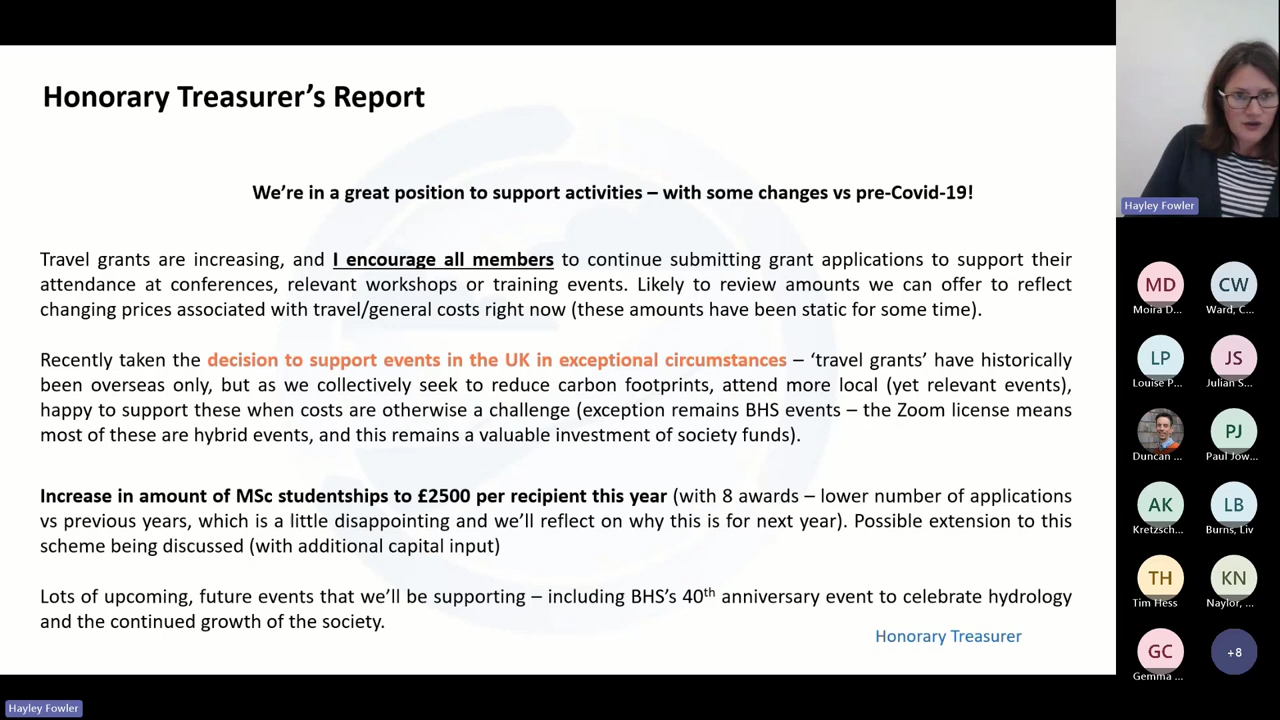 Honorary Treasurer's Report
We're in a great position to support activities – with some changes vs pre-Covid-19!
Travel grants are increasing, and I encourage all members to continue submitting grant applications to support their
attendance at conferences, relevant workshops or training events. Likely to review amounts we can offer to reflect
changing prices associated with travel/general costs right now (these amounts have been static for some time).
Recently taken the decision to support events in the UK in exceptional circumstances – 'travel grants' have historically
been overseas only, but as we collectively seek to reduce carbon footprints, attend more local (yet relevant events),
happy to support these when costs are otherwise a challenge (exception remains BHS events – the Zoom license means
most of these are hybrid events, and this remains a valuable investment of society funds).
Increase in amount of MSc studentships to £2500 per recipient this year (with 8 awards – lower number of applications
vs previous years, which is a little disappointing and we'll reflect on why this is for next year). Possible extension to this
scheme being discussed (with additional capital input)
Lots of upcoming, future events that we'll be supporting – including BHS's 40th anniversary event to celebrate hydrology
and the continued growth of the society.
Honorary Treasurer
Hayley Fowler
MD
CW
Moira D...
Ward, C...
LP
JS
Louise P...
Julian S...
PJ
Duncan ...
Paul Jow...
AK
LB
Kretzsch...
Burns, Liv
TH
KN
Tim Hess
Naylor, ...
GC
+8
Gemma ...
Hayley Fowler